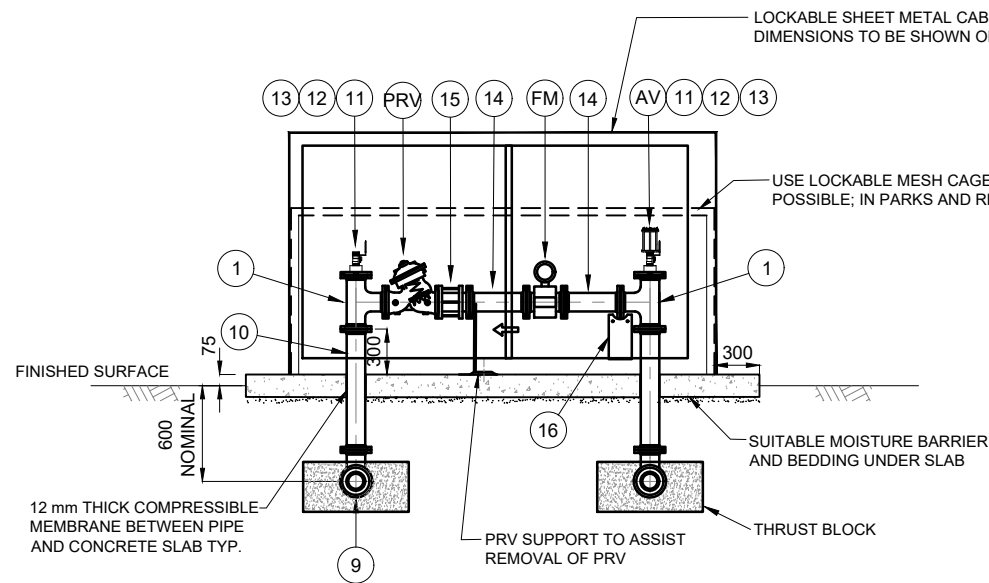 LOCKABLE SHEET METAL CAB
DIMENSIONS TO BE SHOWN O
13 12 11 PRV 15 14 FM 14 AV 11 12 13
USE LOCKABLE MESH CAGE
POSSIBLE; IN PARKS AND R
1
1
10
300
75
300
FINISHED SURFACE
600
NOMINAL
16
SUITABLE MOISTURE BARRIER
AND BEDDING UNDER SLAB
12 mm THICK COMPRESSIBLE
MEMBRANE BETWEEN PIPE
AND CONCRETE SLAB TYP.
9
PRV SUPPORT TO ASSIST
REMOVAL OF PRV
THRUST BLOCK